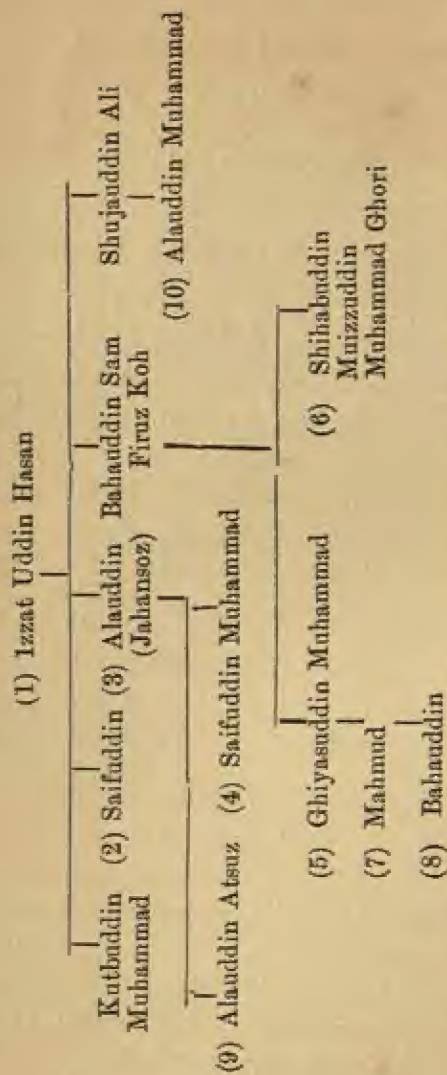 (1) Izzat Uddin Hasan
Kutbuddin
Muhammad
(2) Saifuddin
(3) Alauddin
(Jahansoz)
Bahauddin Sam
Firuz Koh
Shujauddin Ali
(10) Alauddin Muhammad
(9) Alauddin Atsuz
(4) Saifuddin Muhammad
(5) Ghiyasuddin Muhammad
(6) Shihabuddin
Muizzuddin
Muhammad Ghori
(7) Mahmud
(8) Bahauddin